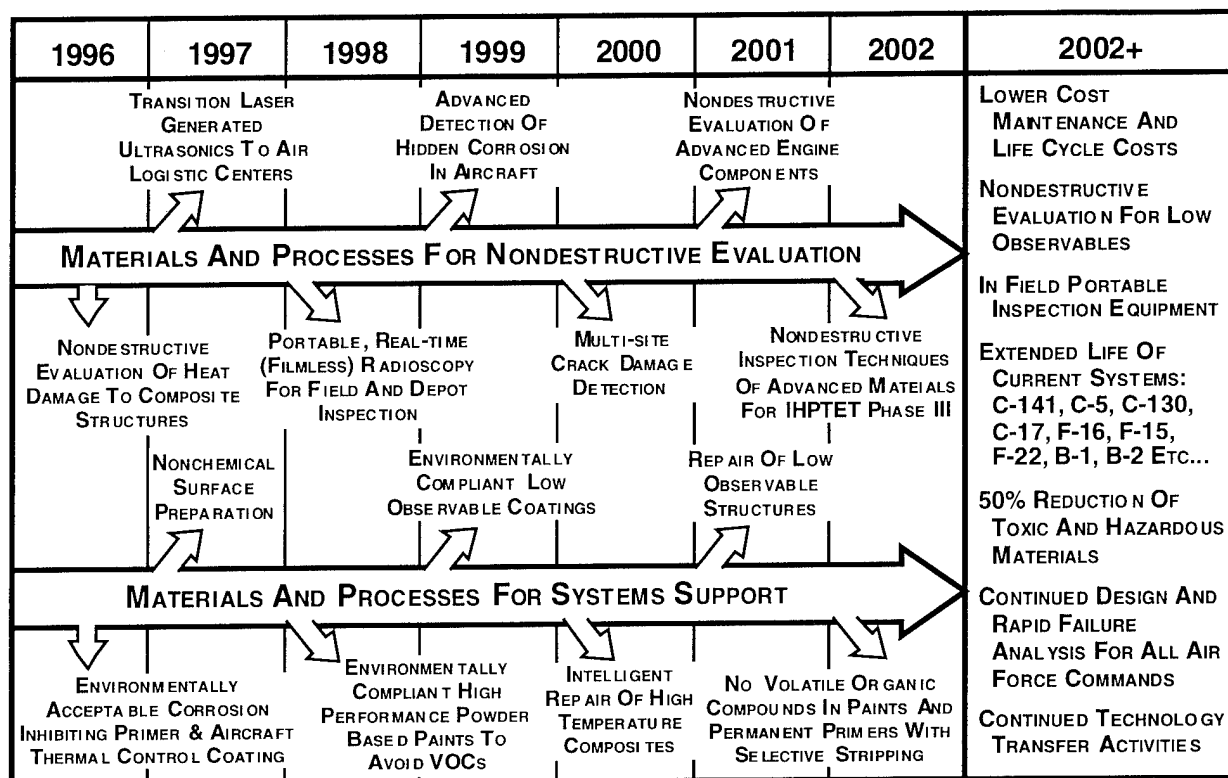 1996 1997 1998 1999 2000 2001 2002 2002+
TRANSITION LASER
GENERATED
ULTRASONICS TO AIR
LOGISTIC CENTERS
ADVANCED
DETECTION OF
HIDDEN CORROSION
IN AIRCRAFT
NONDESTRUCTIVE
EVALUATION OF
ADVANCED ENGINE
COMPONENTS
MATERIALS AND PROCESSES FOR NONDESTRUCTIVE EVALUATION
NONDESTRUCTIVE
EVALUATION OF HEAT
DAMAGE TO COMPOSITE
STRUCTURES
PORTABLE, REAL-TIME
(FILMLESS) RADIOSCOPY
FOR FIELD AND DEPOT
INSPECTION
MULTI-SITE
CRACK DAMAGE
DETECTION
NONDESTRUCTIVE
INSPECTION TECHNIQUES
OF ADVANCED MATEIALS
FOR IHPTET PHASE III
NONCHEMICAL
SURFACE
PREPARATION
ENVIRONMENTALLY
COMPLIANT LOW
OBSERVABLE COATINGS
REPAIR OF LOW
OBSERVABLE
STRUCTURES
MATERIALS AND PROCESSES FOR SYSTEMS SUPPORT
ENVIRONMENTALLY
ACCEPTABLE CORROSION
INHIBITING PRIMER & AIRCRAFT
THERMAL CONTROL COATING
ENVIRONMENTALLY
COMPLIANT HIGH
PERFORMANCE POWDER
BASED PAINTS TO
AVOID VOCS
INTELLIGENT
REPAIR OF HIGH
TEMPERATURE
COMPOSITES
NO VOLATILE ORGANIC
COMPOUNDS IN PAINTS AND
PERMANENT PRIMERS WITH
SELECTIVE STRIPPING
LOWER COST
MAINTENANCE AND
LIFE CYCLE COSTS
NONDESTRUCTIVE
EVALUATION FOR LOW
OBSERVABLES
IN FIELD PORTABLE
INSPECTION EQUIPMENT
EXTENDED LIFE OF
CURRENT SYSTEMS:
C-141, C-5, C-130,
C-17, F-16, F-15,
F-22, B-1, B-2 ETC...
50% REDUCTION OF
TOXIC AND HAZARDOUS
MATERIALS
CONTINUED DESIGN AND
RAPID FAILURE
ANALYSIS FOR ALL AIR
FORCE COMMANDS
CONTINUED TECHNOLOGY
TRANSFER ACTIVITIES